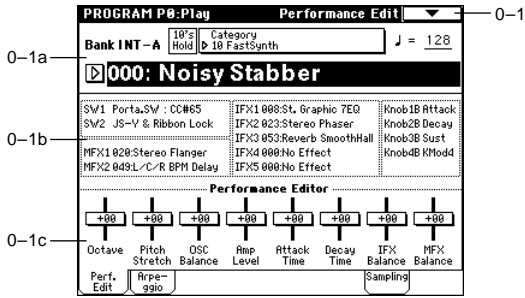 PROGRAM P0:Play Performance Edit
0–1
10's Hold
Category
10 FastSynth
Bank INT–A
♩ = 128
0–1a
000: Noisy Stabber
SW1 Porta.SW : CC#65
SW2 JS–Y & Ribbon Lock
MFX1 020:Stereo Flanger
MFX2 049:L/C/R BPM Delay
IFX1 008:St. Graphic 7EQ
IFX2 023:Stereo Phaser
IFX3 053:Reverb SmoothHall
IFX4 000:No Effect
IFX5 000:No Effect
Knob1B Attack
Knob2B Decay
Knob3B Sust
Knob4B KMod4
0–1b
Performance Editor
+00 +00 +00 +00 +00 +00 +00 +00
0–1c
Octave Pitch Stretch OSC Balance Amp Level Attack Time Decay Time IFX Balance MFX Balance
Perf. Edit Arpe–ggio Sampling